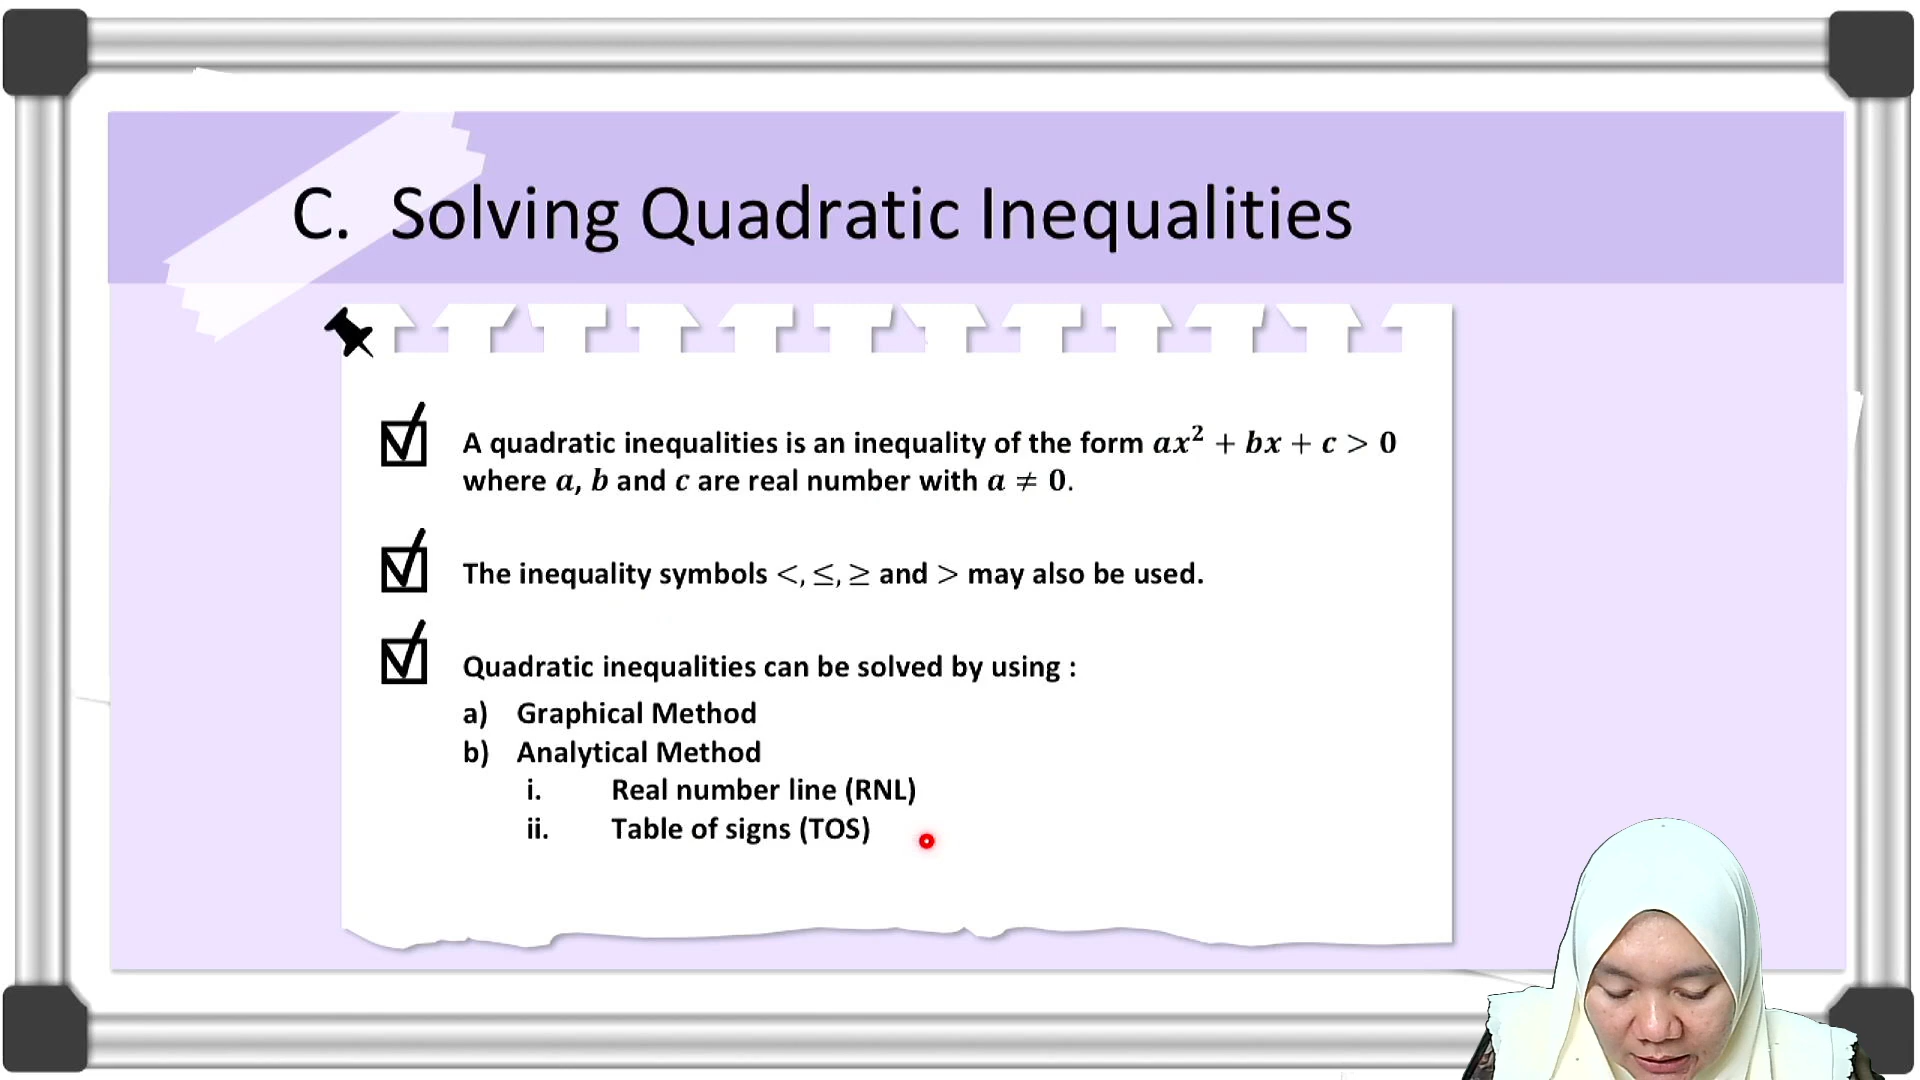 C. Solving Quadratic Inequalities
A quadratic inequalities is an inequality of the form ax² + bx + c > 0
where a, b and c are real number with a ≠ 0.
The inequality symbols <, ≤, ≥ and > may also be used.
Quadratic inequalities can be solved by using :
a) Graphical Method
b) Analytical Method
i. Real number line (RNL)
ii. Table of signs (TOS)